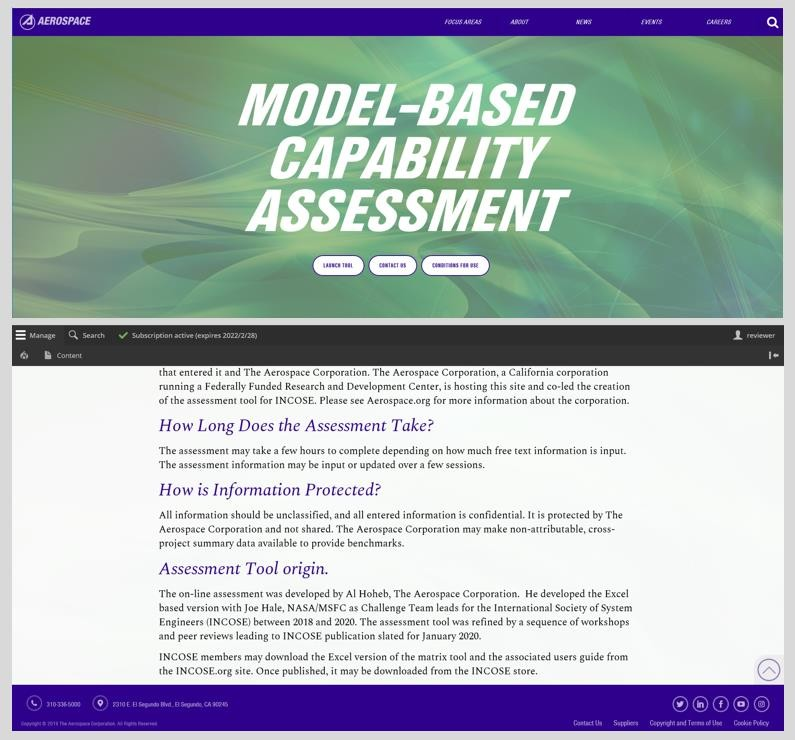 AEROSPACE
FOCUS AREAS ABOUT NEWS EVENTS CAREERS
MODEL-BASED
CAPABILITY
ASSESSMENT
LAUNCH TOOL CONTACT US CONDITIONS FOR USE
Manage Search Subscription active (expires 2022/2/28) reviewer
Content
that entered it and The Aerospace Corporation. The Aerospace Corporation, a California corporation
running a Federally Funded Research and Development Center, is hosting this site and co-led the creation
of the assessment tool for INCOSE. Please see Aerospace.org for more information about the corporation.
How Long Does the Assessment Take?
The assessment may take a few hours to complete depending on how much free text information is input.
The assessment information may be input or updated over a few sessions.
How is Information Protected?
All information should be unclassified, and all entered information is confidential. It is protected by The
Aerospace Corporation and not shared. The Aerospace Corporation may make non-attributable, cross-
project summary data available to provide benchmarks.
Assessment Tool origin.
The on-line assessment was developed by Al Hoheb, The Aerospace Corporation. He developed the Excel
based version with Joe Hale, NASA/MSFC as Challenge Team leads for the International Society of System
Engineers (INCOSE) between 2018 and 2020. The assessment tool was refined by a sequence of workshops
and peer reviews leading to INCOSE publication slated for January 2020.
INCOSE members may download the Excel version of the matrix tool and the associated users guide from
the INCOSE.org site. Once published, it may be downloaded from the INCOSE store.
310-336-5000 2310 E. El Segundo Blvd., El Segundo, CA 90245
Copyright © 2019 The Aerospace Corporation. All Rights Reserved. Contact Us Suppliers Copyright and Terms of Use Cookie Policy